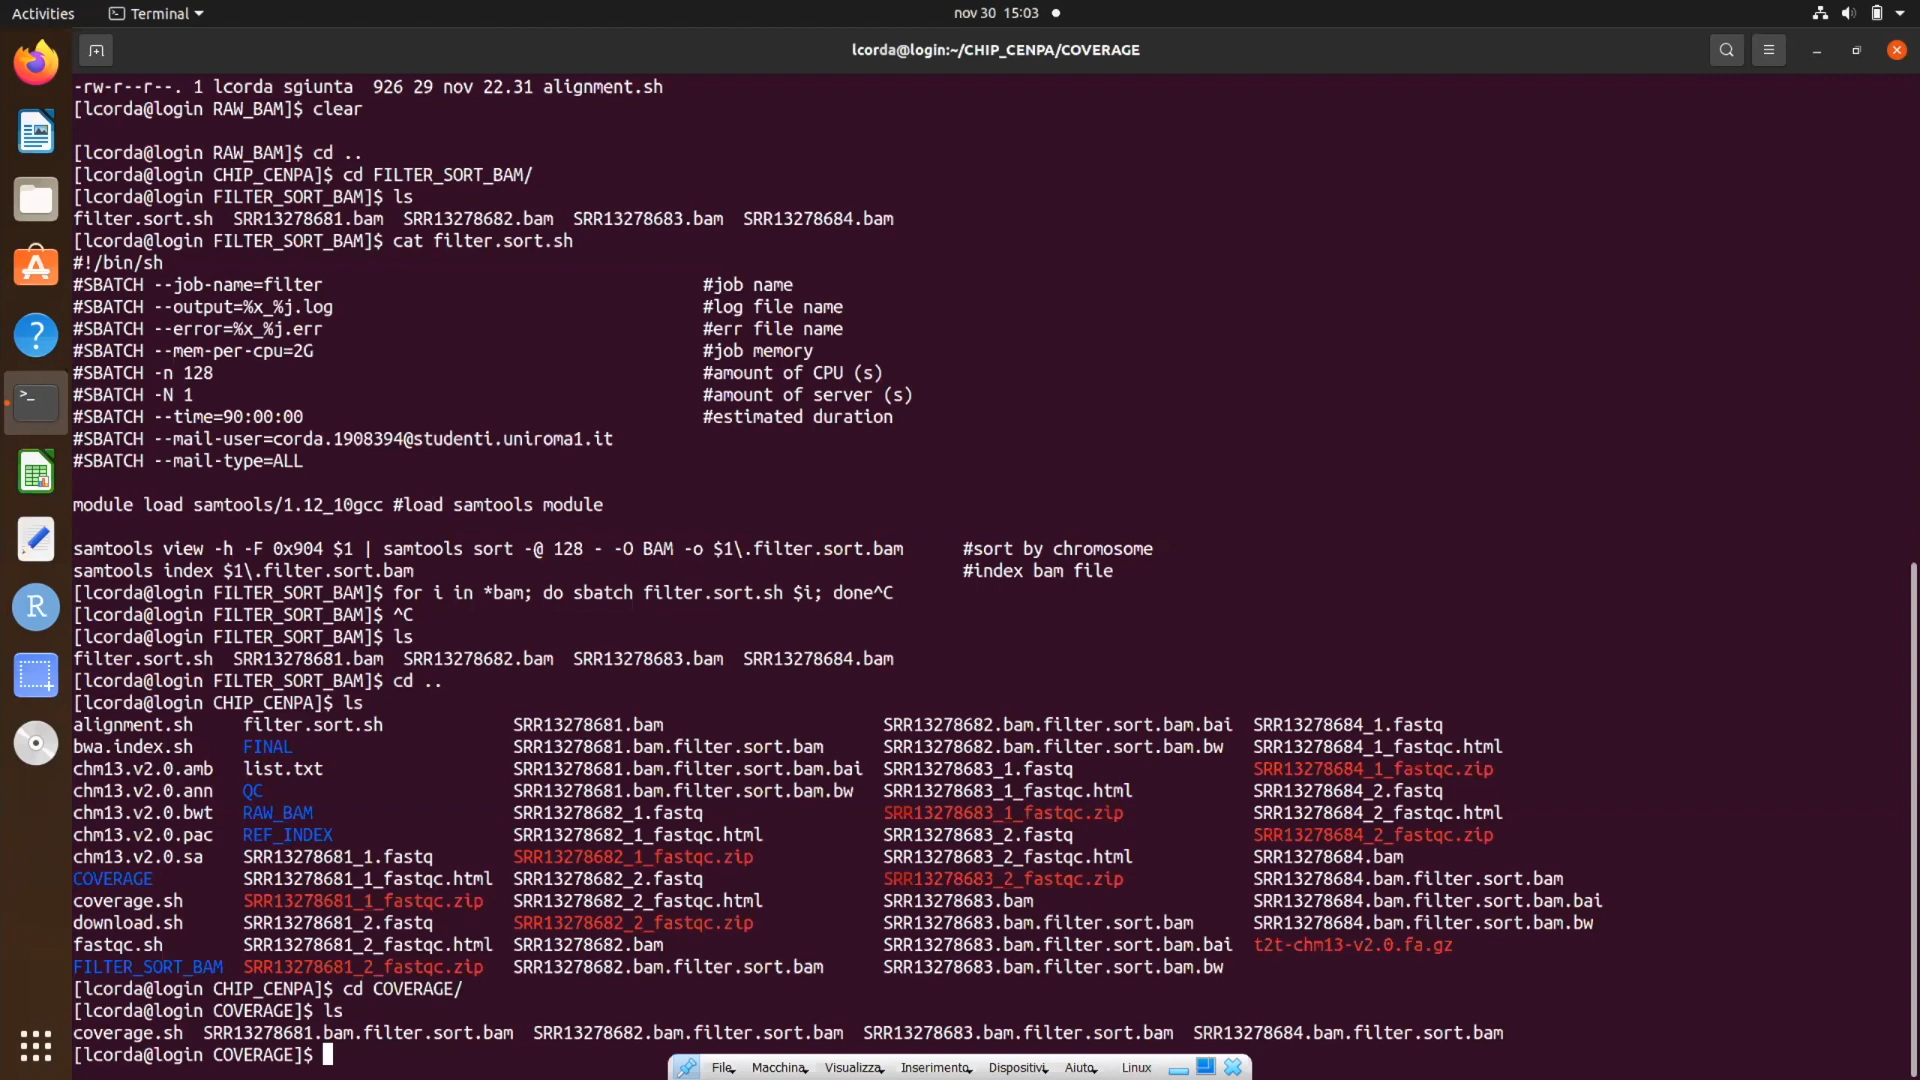 Activities Terminal nov 30 15:03
lcorda@login:~/CHIP_CENPA/COVERAGE
-rw-r--r--. 1 lcorda sgiunta  926 29 nov 22.31 alignment.sh
[lcorda@login RAW_BAM]$ clear
[lcorda@login RAW_BAM]$ cd ..
[lcorda@login CHIP_CENPA]$ cd FILTER_SORT_BAM/
[lcorda@login FILTER_SORT_BAM]$ ls
filter.sort.sh  SRR13278681.bam  SRR13278682.bam  SRR13278683.bam  SRR13278684.bam
[lcorda@login FILTER_SORT_BAM]$ cat filter.sort.sh
#!/bin/sh
#SBATCH --job-name=filter #job name
#SBATCH --output=%x_%j.log #log file name
#SBATCH --error=%x_%j.err #err file name
#SBATCH --mem-per-cpu=2G #job memory
#SBATCH -n 128 #amount of CPU (s)
#SBATCH -N 1 #amount of server (s)
#SBATCH --time=90:00:00 #estimated duration
#SBATCH --mail-user=corda.1908394@studenti.uniroma1.it
#SBATCH --mail-type=ALL
module load samtools/1.12_10gcc #load samtools module
samtools view -h -F 0x904 $1 | samtools sort -@ 128 - -O BAM -o $1\.filter.sort.bam #sort by chromosome
samtools index $1\.filter.sort.bam #index bam file
[lcorda@login FILTER_SORT_BAM]$ for i in *bam; do sbatch filter.sort.sh $i; done^C
[lcorda@login FILTER_SORT_BAM]$ ^C
[lcorda@login FILTER_SORT_BAM]$ ls
filter.sort.sh  SRR13278681.bam  SRR13278682.bam  SRR13278683.bam  SRR13278684.bam
[lcorda@login FILTER_SORT_BAM]$ cd ..
[lcorda@login CHIP_CENPA]$ ls
alignment.sh filter.sort.sh SRR13278681.bam SRR13278682.bam.filter.sort.bam.bai SRR13278684_1.fastq
bwa.index.sh FINAL SRR13278681.bam.filter.sort.bam SRR13278682.bam.filter.sort.bam.bw SRR13278684_1_fastqc.html
chm13.v2.0.amb list.txt SRR13278681.bam.filter.sort.bam.bai SRR13278683_1.fastq SRR13278684_1_fastqc.zip
chm13.v2.0.ann QC SRR13278681.bam.filter.sort.bam.bw SRR13278683_1_fastqc.html SRR13278684_2.fastq
chm13.v2.0.bwt RAW_BAM SRR13278682_1.fastq SRR13278683_1_fastqc.zip SRR13278684_2_fastqc.html
chm13.v2.0.pac REF_INDEX SRR13278682_1_fastqc.html SRR13278683_2.fastq SRR13278684_2_fastqc.zip
chm13.v2.0.sa SRR13278681_1.fastq SRR13278682_1_fastqc.zip SRR13278683_2_fastqc.html SRR13278684.bam
COVERAGE SRR13278681_1_fastqc.html SRR13278682_2.fastq SRR13278683_2_fastqc.zip SRR13278684.bam.filter.sort.bam
coverage.sh SRR13278681_1_fastqc.zip SRR13278682_2_fastqc.html SRR13278683.bam SRR13278684.bam.filter.sort.bam.bai
download.sh SRR13278681_2.fastq SRR13278682_2_fastqc.zip SRR13278683.bam.filter.sort.bam SRR13278684.bam.filter.sort.bam.bw
fastqc.sh SRR13278681_2_fastqc.html SRR13278682.bam SRR13278683.bam.filter.sort.bam.bai t2t-chm13-v2.0.fa.gz
FILTER_SORT_BAM SRR13278681_2_fastqc.zip SRR13278682.bam.filter.sort.bam SRR13278683.bam.filter.sort.bam.bw
[lcorda@login CHIP_CENPA]$ cd COVERAGE/
[lcorda@login COVERAGE]$ ls
coverage.sh  SRR13278681.bam.filter.sort.bam  SRR13278682.bam.filter.sort.bam  SRR13278683.bam.filter.sort.bam  SRR13278684.bam.filter.sort.bam
[lcorda@login COVERAGE]$
File Macchina Visualizza Inserimento Dispositivi Aiuto Linux